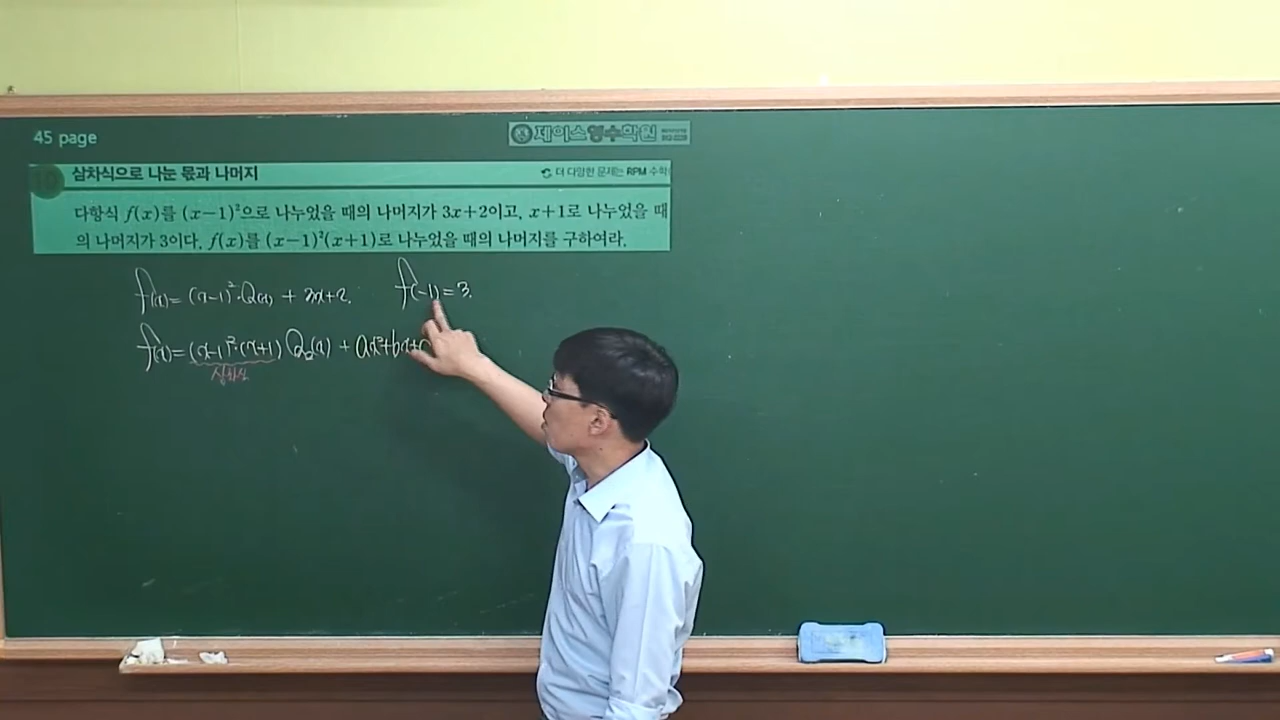 45 page
제이스영수학원
삼차식으로 나눈 몫과 나머지
더 다양한 문제는 RPM 수학
다항식 f(x)를 (x−1)²으로 나누었을 때의 나머지가 3x+2이고, x+1로 나누었을 때
의 나머지가 3이다. f(x)를 (x−1)²(x+1)로 나누었을 때의 나머지를 구하여라.
f(x)=(x−1)²·Q(x)+3x+2. f(−1)=3.
f(x)=(x−1)²·(x+1)Q₂(x)+ax²+bx+c
삼차식